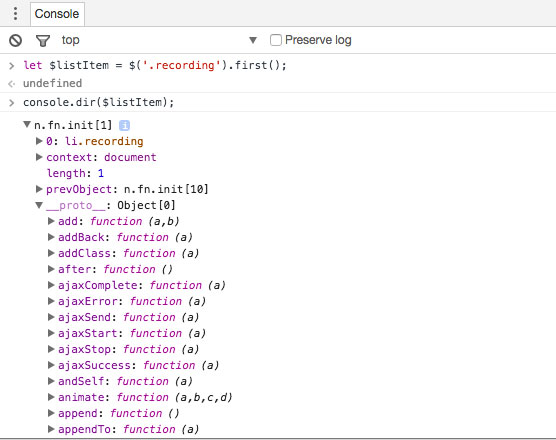 Console
top Preserve log
let $listItem = $('.recording').first();
undefined
console.dir($listItem);
n.fn.init[1] i
0: li.recording
context: document
length: 1
prevObject: n.fn.init[10]
__proto__: Object[0]
add: function (a,b)
addBack: function (a)
addClass: function (a)
after: function ()
ajaxComplete: function (a)
ajaxError: function (a)
ajaxSend: function (a)
ajaxStart: function (a)
ajaxStop: function (a)
ajaxSuccess: function (a)
andSelf: function (a)
animate: function (a,b,c,d)
append: function ()
appendTo: function (a)